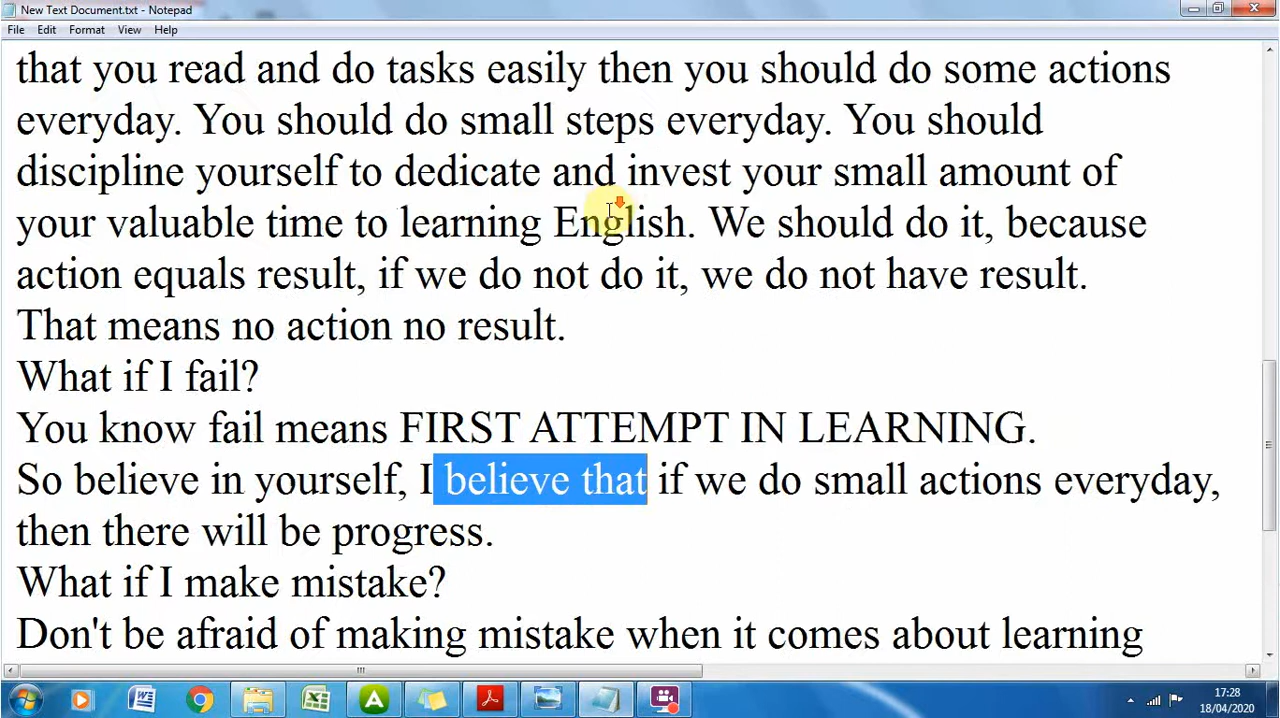 New Text Document.txt - Notepad
File Edit Format View Help
that you read and do tasks easily then you should do some actions
everyday. You should do small steps everyday. You should
discipline yourself to dedicate and invest your small amount of
your valuable time to learning English. We should do it, because
action equals result, if we do not do it, we do not have result.
That means no action no result.
What if I fail?
You know fail means FIRST ATTEMPT IN LEARNING.
So believe in yourself, I believe that if we do small actions everyday,
then there will be progress.
What if I make mistake?
Don't be afraid of making mistake when it comes about learning
17:28
18/04/2020